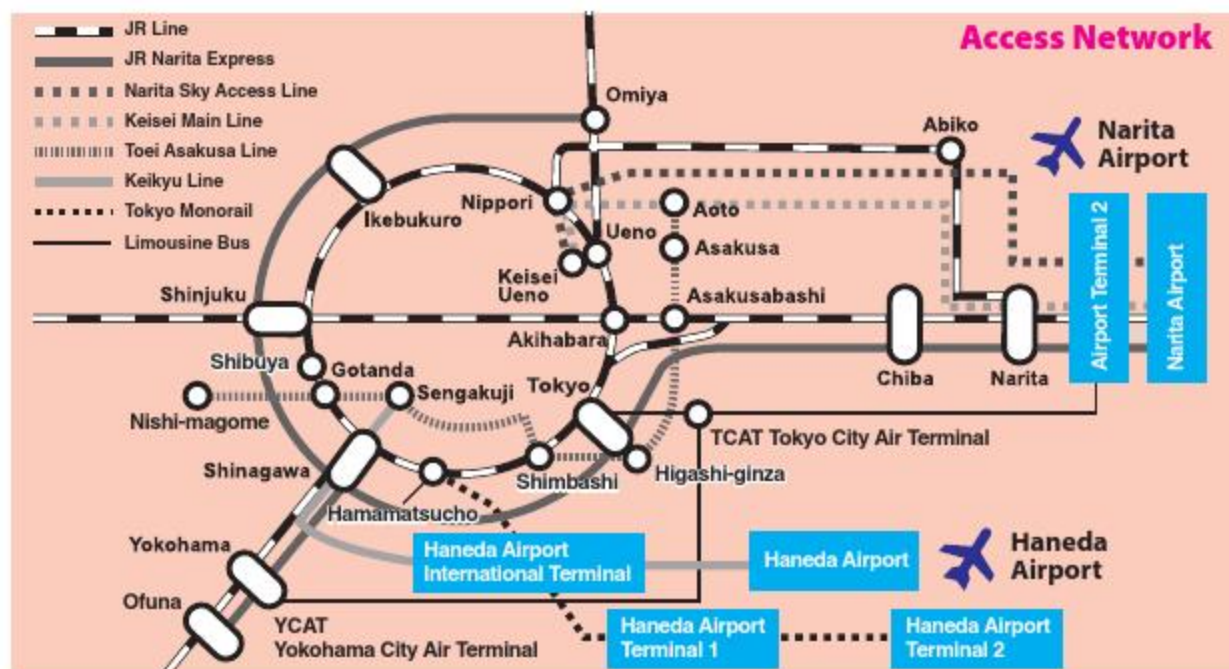 Access Network
JR Line
JR Narita Express
Narita Sky Access Line
Keisei Main Line
Toei Asakusa Line
Keikyu Line
Tokyo Monorail
Limousine Bus
Omiya
Abiko
Narita
Airport
Ikebukuro
Nippori
Aoto
Ueno
Asakusa
Keisei
Ueno
Shinjuku
Asakusabashi
Akihabara
Airport Terminal 2
Narita Airport
Shibuya
Gotanda
Sengakuji
Tokyo
Chiba
Narita
Nishi-magome
TCAT Tokyo City Air Terminal
Shinagawa
Shimbashi
Higashi-ginza
Hamamatsucho
Yokohama
Haneda Airport
International Terminal
Haneda Airport
Haneda
Airport
Ofuna
YCAT
Yokohama City Air Terminal
Haneda Airport
Terminal 1
Haneda Airport
Terminal 2